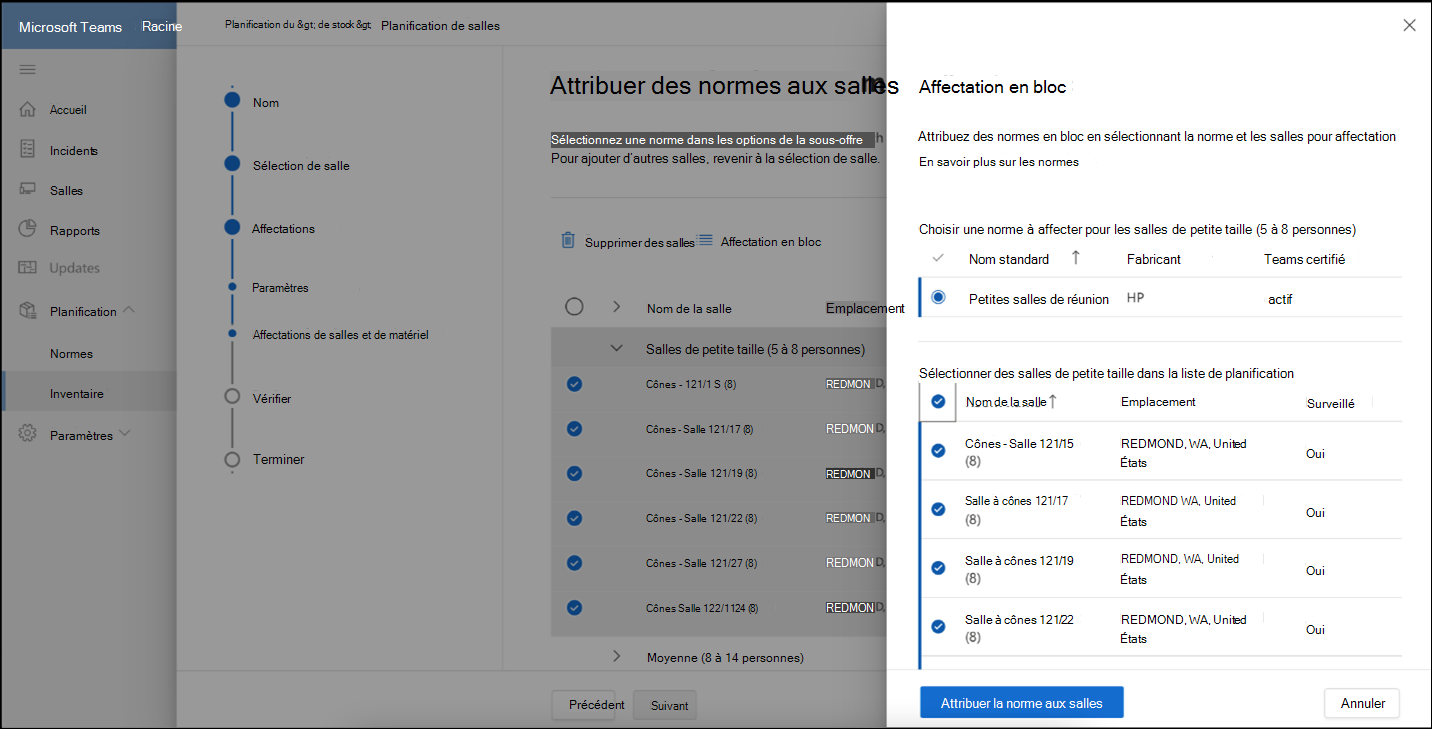 Microsoft Teams
Racine
Accueil
Incidents
Salles
Rapports
Updates
Planification
Normes
Inventaire
Paramètres
Planification du &gt; de stock &gt; Planification de salles
Nom
Sélection de salle
Affectations
Paramètres
Affectations de salles et de matériel
Vérifier
Terminer
Attribuer des normes aux salles
Sélectionnez une norme dans les options de la sous-offre
Pour ajouter d'autres salles, revenir à la sélection de salle.
Supprimer des salles Affectation en bloc
Nom de la salle Emplacement
Salles de petite taille (5 à 8 personnes)
Cônes - 121/1 S (8) REDMOND,
Cônes - Salle 121/17 (8) REDMOND,
Cônes - Salle 121/19 (8) REDMOND,
Cônes - Salle 121/22 (8) REDMOND,
Cônes - Salle 121/27 (8) REDMOND,
Cônes Salle 122/1124 (8) REDMOND,
Moyenne (8 à 14 personnes)
Précédent Suivant
Affectation en bloc
Attribuez des normes en bloc en sélectionnant la norme et les salles pour affectation
En savoir plus sur les normes
Choisir une norme à affecter pour les salles de petite taille (5 à 8 personnes)
Nom standard Fabricant Teams certifié
Petites salles de réunion HP actif
Sélectionner des salles de petite taille dans la liste de planification
Nom de la salle Emplacement Surveillé
Cônes - Salle 121/15 (8) REDMOND, WA, United États Oui
Salle à cônes 121/17 (8) REDMOND WA, United États Oui
Salle à cônes 121/19 (8) REDMOND, WA, United États Oui
Salle à cônes 121/22 (8) REDMOND, WA, United États Oui
Attribuer la norme aux salles Annuler